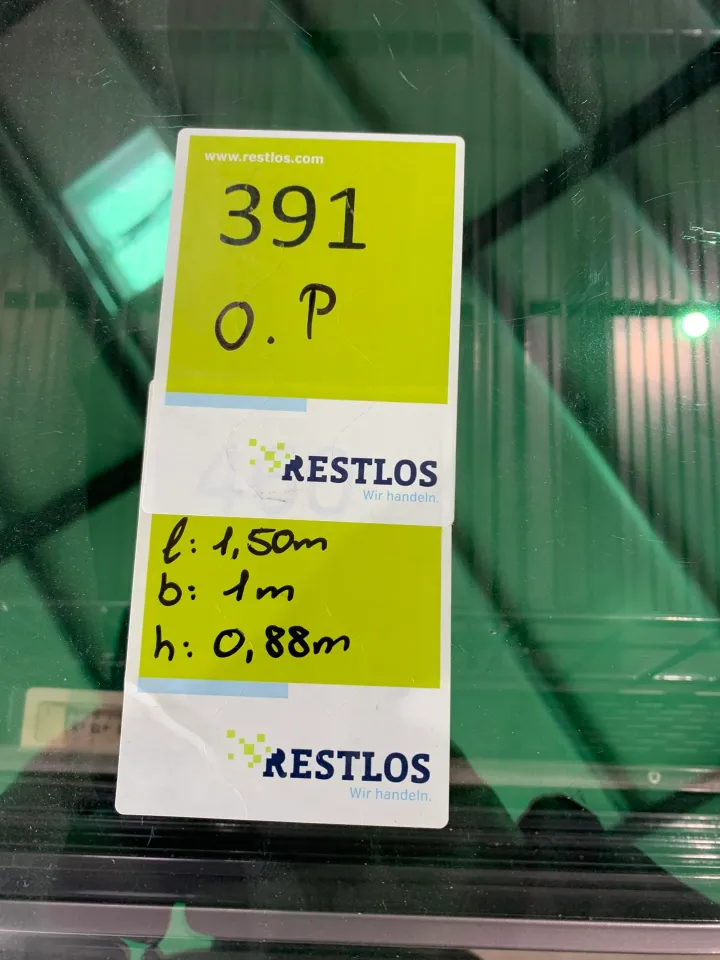 www.restlos.com
391
O.P
RESTLOS
Wir handeln.
l: 1,50m
b: 1m
h: 0,88m
RESTLOS
Wir handeln.